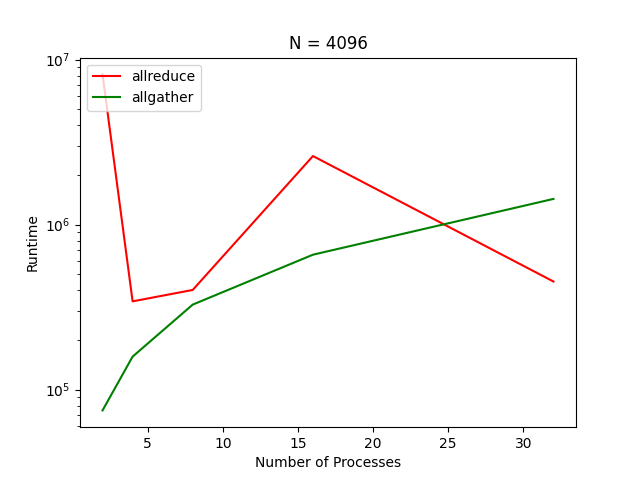 N = 4096
allreduce
allgather
10^7
10^6
10^5
Runtime
5 10 15 20 25 30
Number of Processes